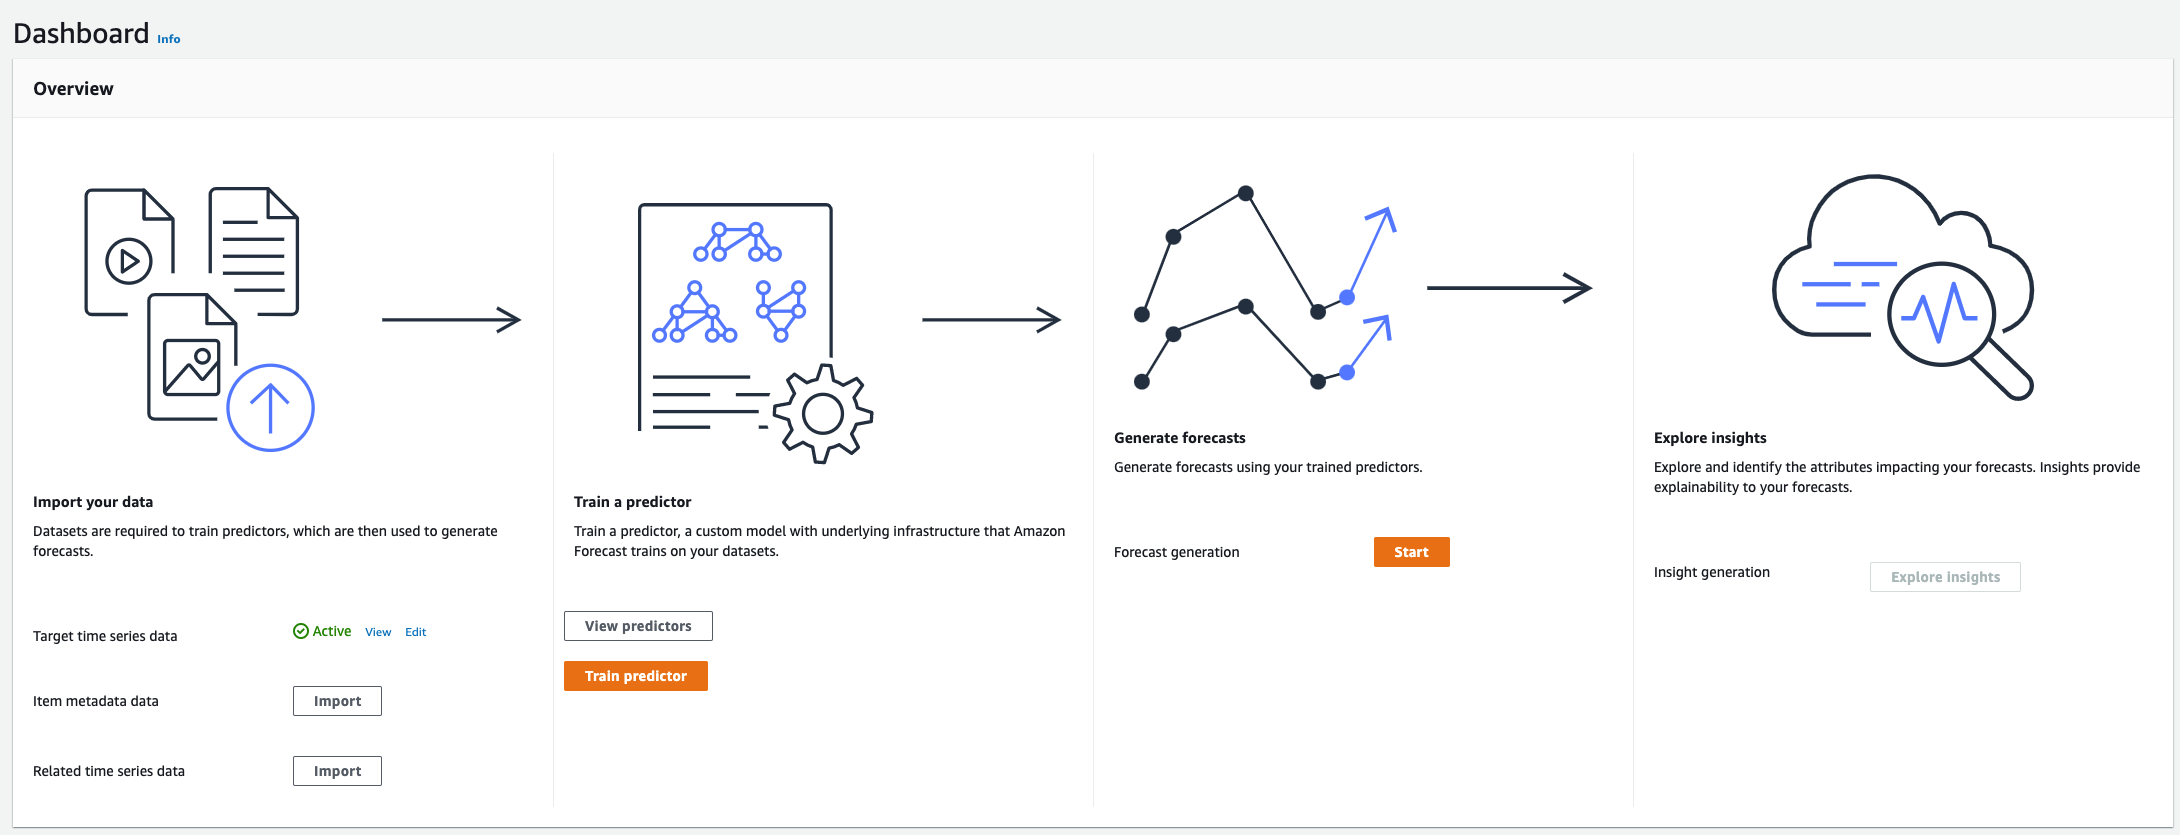 Dashboard Info
Overview
Import your data
Datasets are required to train predictors, which are then used to generate
forecasts.
Target time series data Active View Edit
Item metadata data Import
Related time series data Import
Train a predictor
Train a predictor, a custom model with underlying infrastructure that Amazon
Forecast trains on your datasets.
View predictors
Train predictor
Generate forecasts
Generate forecasts using your trained predictors.
Forecast generation Start
Explore insights
Explore and identify the attributes impacting your forecasts. Insights provide
explainability to your forecasts.
Insight generation Explore insights